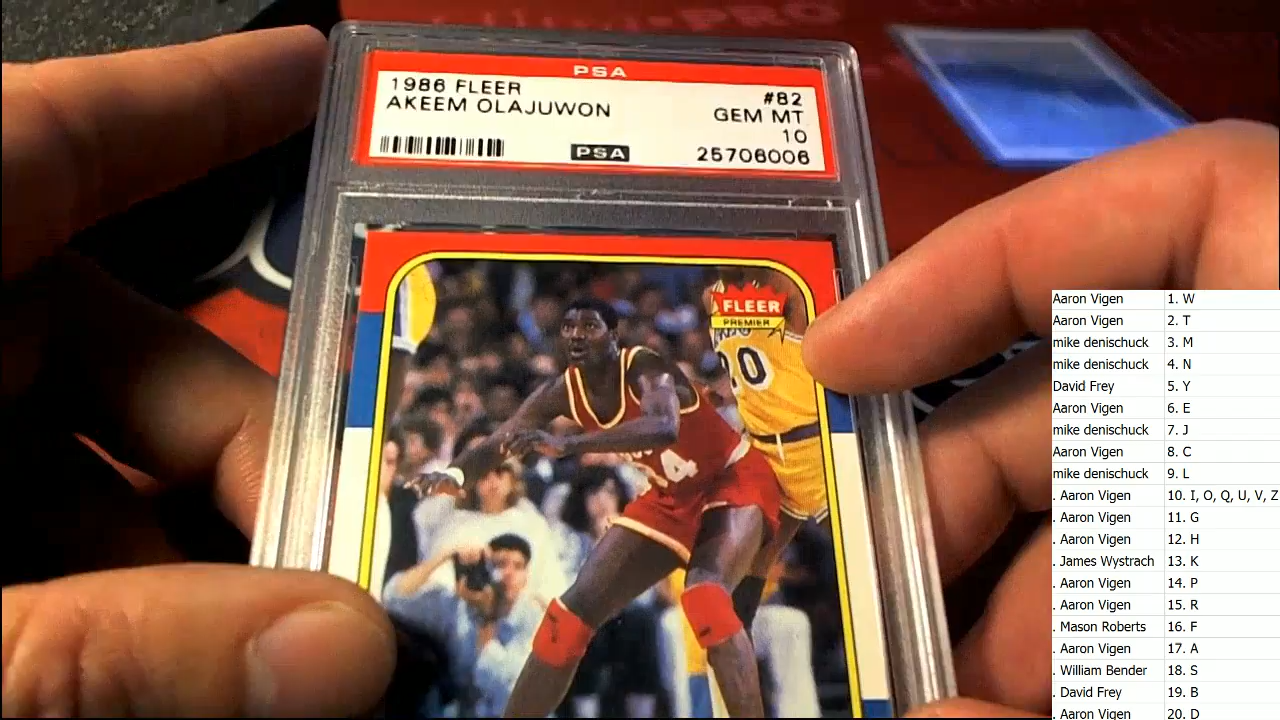 PRO
PSA
1986 FLEER #82
AKEEM OLAJUWON GEM MT
10
PSA 25706006
FLEER
PREMIER
20
4
Aaron Vigen 1. W
Aaron Vigen 2. T
mike denischuck 3. M
mike denischuck 4. N
David Frey 5. Y
Aaron Vigen 6. E
mike denischuck 7. J
Aaron Vigen 8. C
mike denischuck 9. L
. Aaron Vigen 10. I, O, Q, U, V, Z
. Aaron Vigen 11. G
. Aaron Vigen 12. H
. James Wystrach 13. K
. Aaron Vigen 14. P
. Aaron Vigen 15. R
. Mason Roberts 16. F
. Aaron Vigen 17. A
. William Bender 18. S
. David Frey 19. B
. Aaron Vigen 20. D